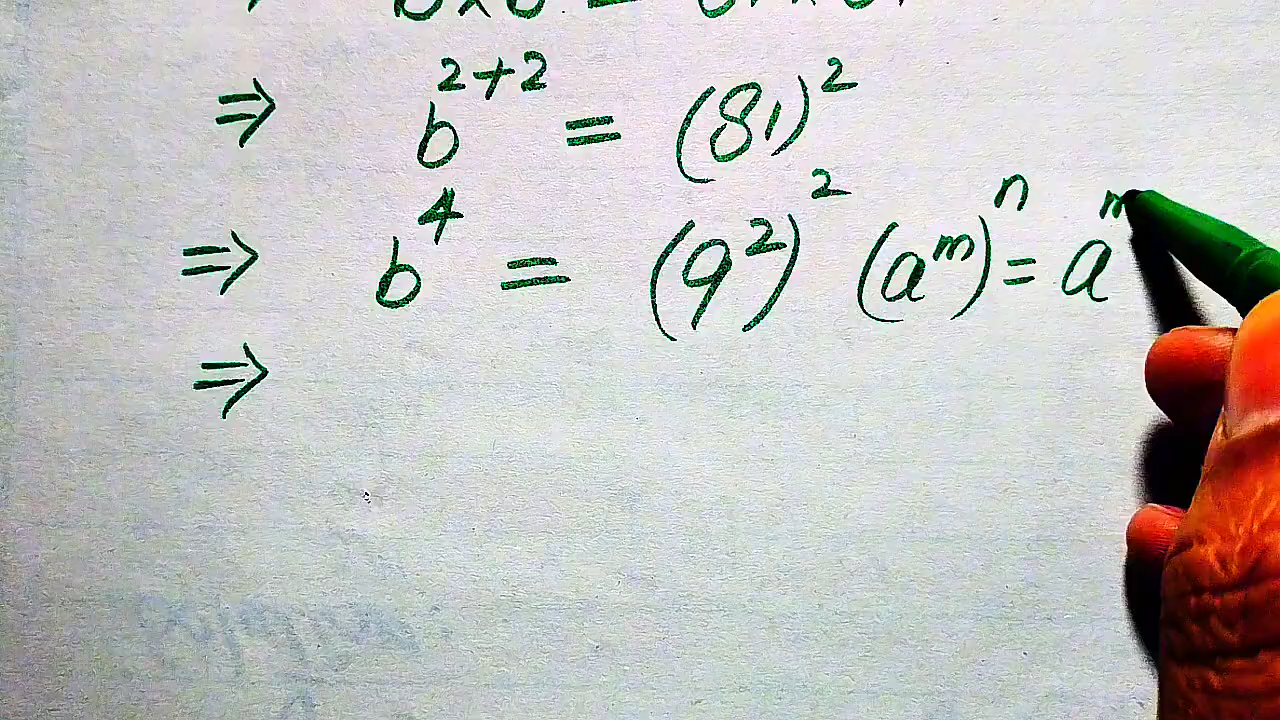 ⇒ b^{2+2} = (81)^2
⇒ b^4 = (9^2)^2 (a^m)^n = a^m
⇒